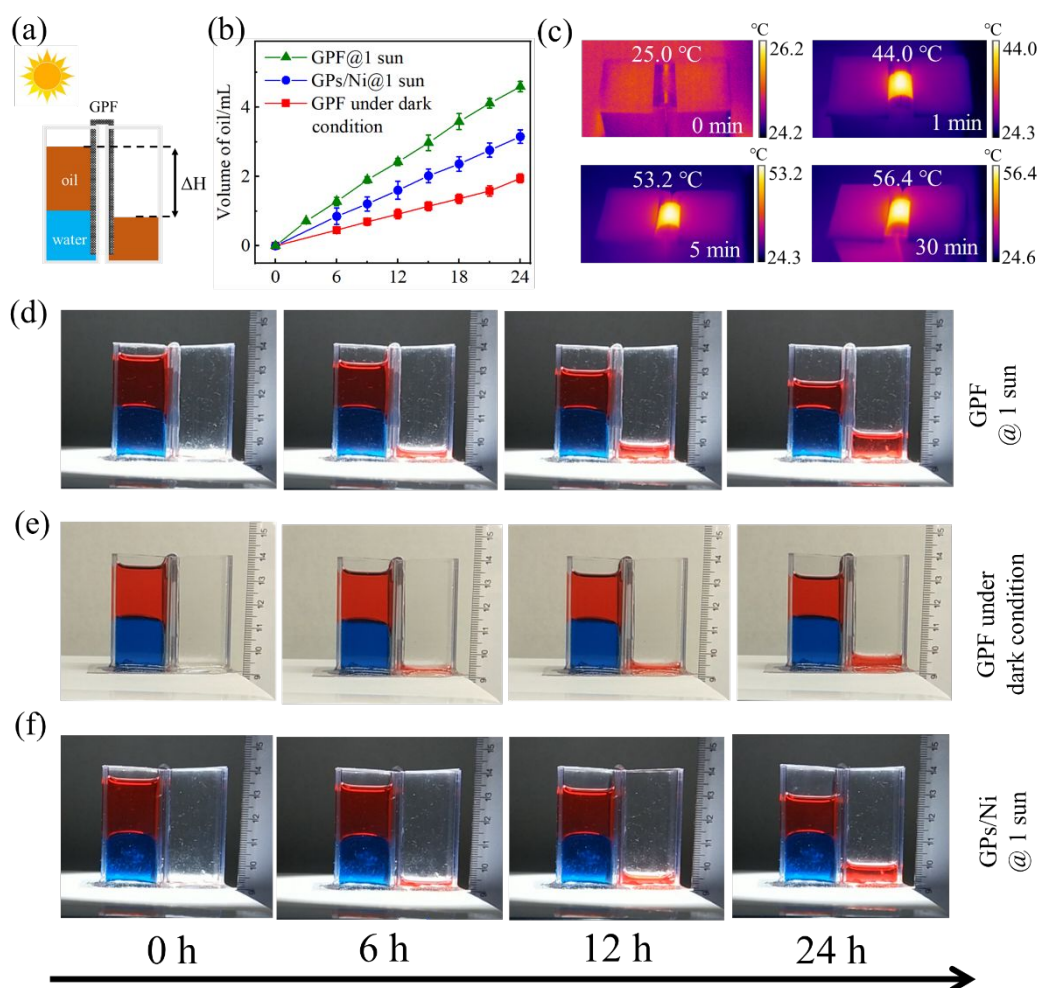 (a)
GPF
oil
water
ΔH
(b)
Volume of oil/mL
4
2
0
GPF@1 sun
GPs/Ni@1 sun
GPF under dark
condition
0
6
12
18
24
(c)
℃
26.2
25.0 ℃
0 min
24.2
℃
44.0
44.0 ℃
1 min
24.3
℃
53.2
53.2 ℃
5 min
24.3
℃
56.4
56.4 ℃
30 min
24.6
(d)
GPF
@ 1 sun
(e)
GPF under
dark condition
(f)
GPs/Ni
@ 1 sun
0 h
6 h
12 h
24 h